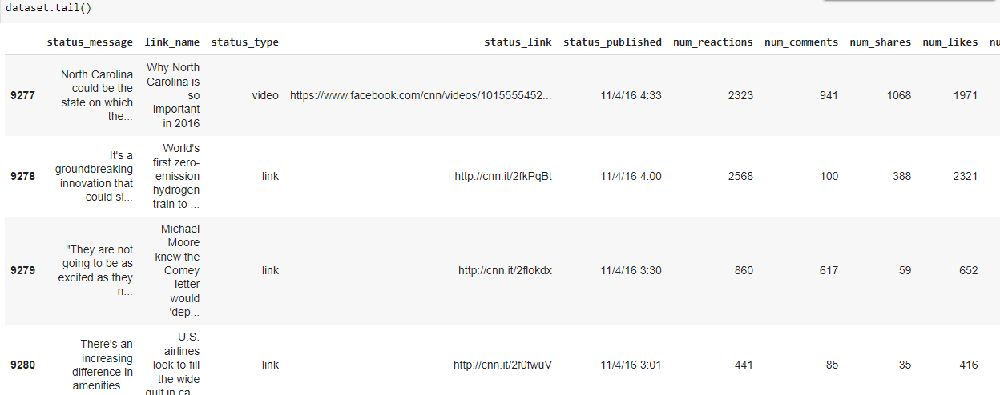 dataset.tail()
status_message link_name status_type status_link status_published num_reactions num_comments num_shares num_likes
9277 North Carolina could be the state on which the... Why North Carolina is so important in 2016 video https://www.facebook.com/cnn/videos/1015555452... 11/4/16 4:33 2323 941 1068 1971
9278 It's a groundbreaking innovation that could si... World's first zero-emission hydrogen train to ... link http://cnn.it/2fkPqBt 11/4/16 4:00 2568 100 388 2321
9279 "They are not going to be as excited as they n... Michael Moore knew the Comey letter would 'dep... link http://cnn.it/2flokdx 11/4/16 3:30 860 617 59 652
9280 There's an increasing difference in amenities ... U.S. airlines look to fill the wide gulf in ca... link http://cnn.it/2f0fwuV 11/4/16 3:01 441 85 35 416